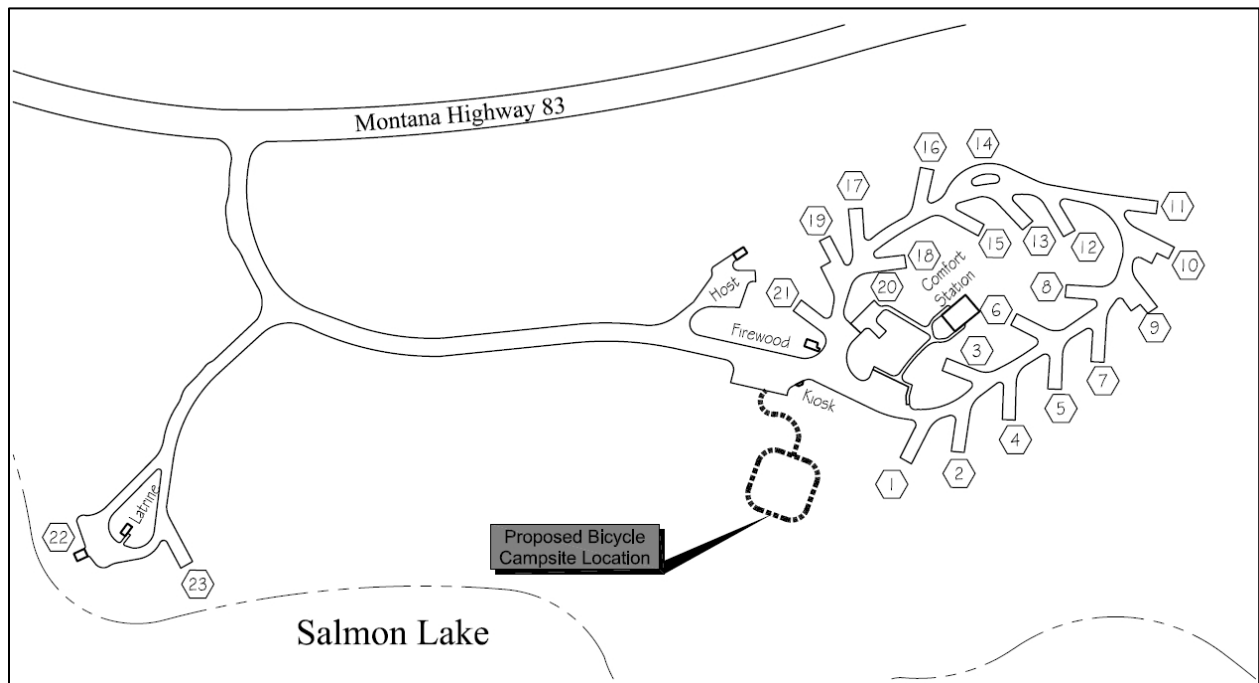 Montana Highway 83
14
16
17
11
19
15
13
12
10
18
Comfort
Station
8
Host
21
20
6
9
Firewood
3
7
Kiosk
5
4
2
1
Latrine
22
23
Proposed Bicycle
Campsite Location
Salmon Lake